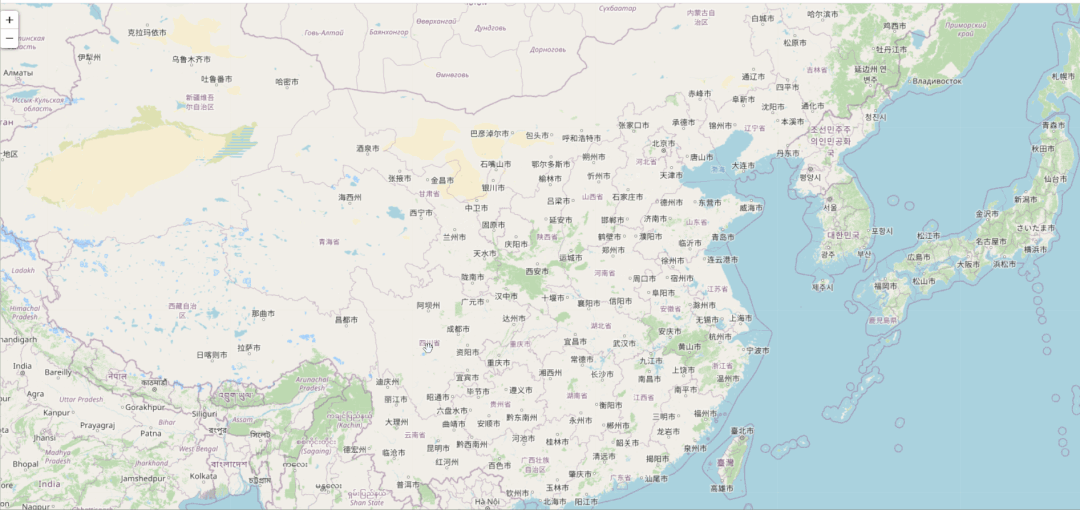 +
−
克拉玛依市
伊犁州
乌鲁木齐市
吐鲁番市
哈密市
新疆维吾
尔自治区
Алматы
Иссык-Кульская
область
ган
-地区
Говь-Алтай
Баянхонгор
Өвөрхангай
Дундговь
Дорноговь
Өмнөговь
Сүхбаатар
内蒙古自
治区
白城市
哈尔滨市
鸡西市
Приморский
край
松原市
牡丹江市
吉林省
延边州 연
변주
Владивосток
札幌市
通辽市
四平市
赤峰市
阜新市
沈阳市
通化市
本溪市
청진시
张家口市
承德市
锦州市
辽宁省
조선민주주
의인민공화
국
青森市
巴彦淖尔市
包头市
呼和浩特市
北京市
丹东市
秋田市
酒泉市
石嘴山市
鄂尔多斯市
朔州市
河北省
唐山市
渤海
大连市
天津市
평양시
仙台市
张掖市
金昌市
银川市
榆林市
忻州市
海西州
甘肃省
吕梁市
山西省
石家庄市
德州市
东营市
威海市
서울
新潟市
西宁市
中卫市
固原市
延安市
邯郸市
济南市
山东省
金沢市
さいたま市
兰州市
庆阳市
陕西省
鹤壁市
濮阳市
临沂市
青岛市
대한민국
포항시
松江市
名古屋市
横浜市
青海省
天水市
运城市
郑州市
徐州市
连云港市
광주
부산
広島市
大阪市
浜松市
陇南市
西安市
河南省
周口市
宿州市
福岡市
松山市
제주시
Ladakh
阿坝州
广元市
汉中市
十堰市
襄阳市
信阳市
阜阳市
江苏省
安徽省
滁州市
西藏自治
区
那曲市
昌都市
达州市
湖北省
无锡市
上海市
鹿児島県
Himachal
Pradesh
成都市
安庆市
杭州市
handigarh
日喀则市
拉萨市
资阳市
重庆市
宜昌市
武汉市
黄山市
宁波市
重庆市
常德市
九江市
浙江省
India
Bareilly
Arunachal
Pradesh
迪庆州
宜宾市
湘西州
长沙市
南昌市
上饶市
温州市
Agra
Uttar Pradesh
丽江市
昭通市
毕节市
遵义市
湖南省
江西省
南平市
Kanpur
Gorakhpur
Siliguri
Assam
大理州
六盘水市
贵州省
黔东南州
衡阳市
三明市
福州市
Jhansi
Prayagraj
Patna
Bihar
云南省
曲靖市
安顺市
永州市
郴州市
龙岩市
臺北市
Bhopal
Madhya
Pradesh
Jharkhand
West Bengal
德宏州
临沧市
昆明市
黔西南州
河池市
桂林市
韶关市
泉州市
India
Jamshedpur
Kolkata
红河州
百色市
广西壮族
自治区
清远市
揭阳市
臺灣
Nagpur
普洱市
肇庆市
广东省
汕尾市
高雄市
Hà Nội
钦州市
玉林市
北海市
阳江市